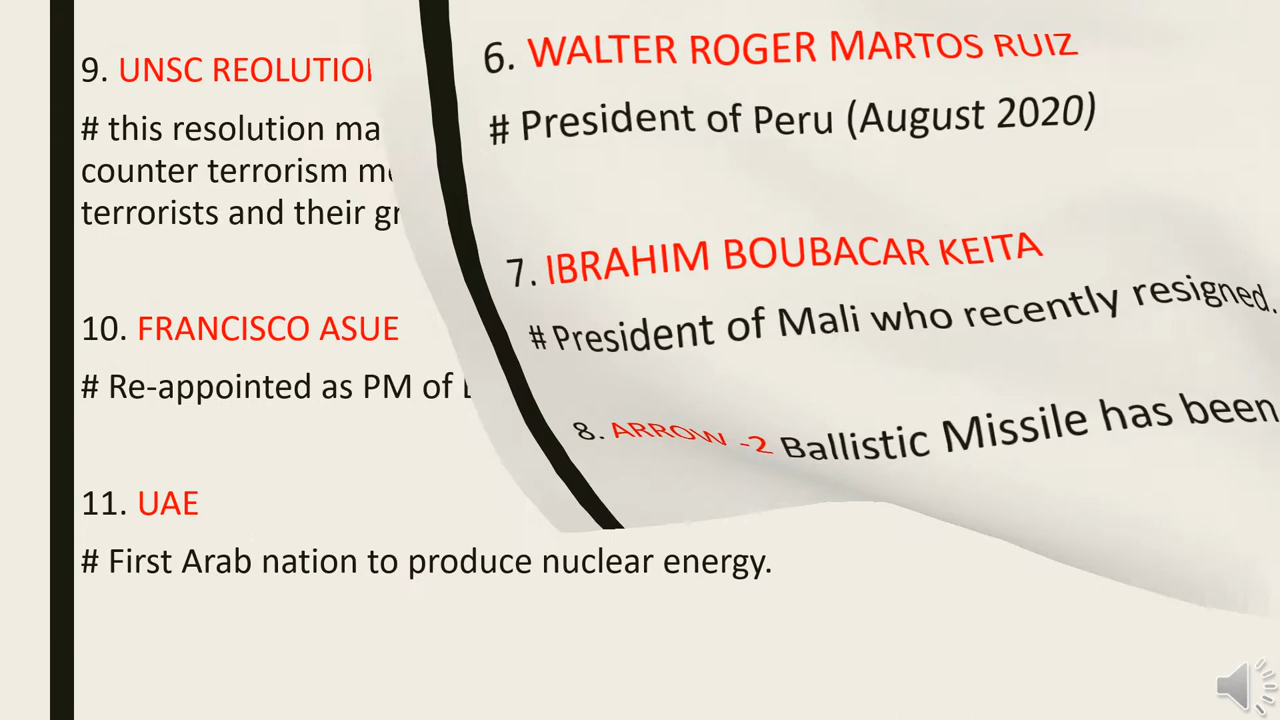 9. UNSC
# this resolution
counter terrorism
terrorists and their
10. FRANCISCO ASUE
# Re-appointed as PM of
11. UAE
# First Arab nation to produce nuclear energy.
6. WALTER ROGER MARTOS RUIZ
# President of Peru (August 2020)
7. IBRAHIM BOUBACAR KEITA
# President of Mali who recently resigned.
8. ARROW -2 Ballistic Missile has been